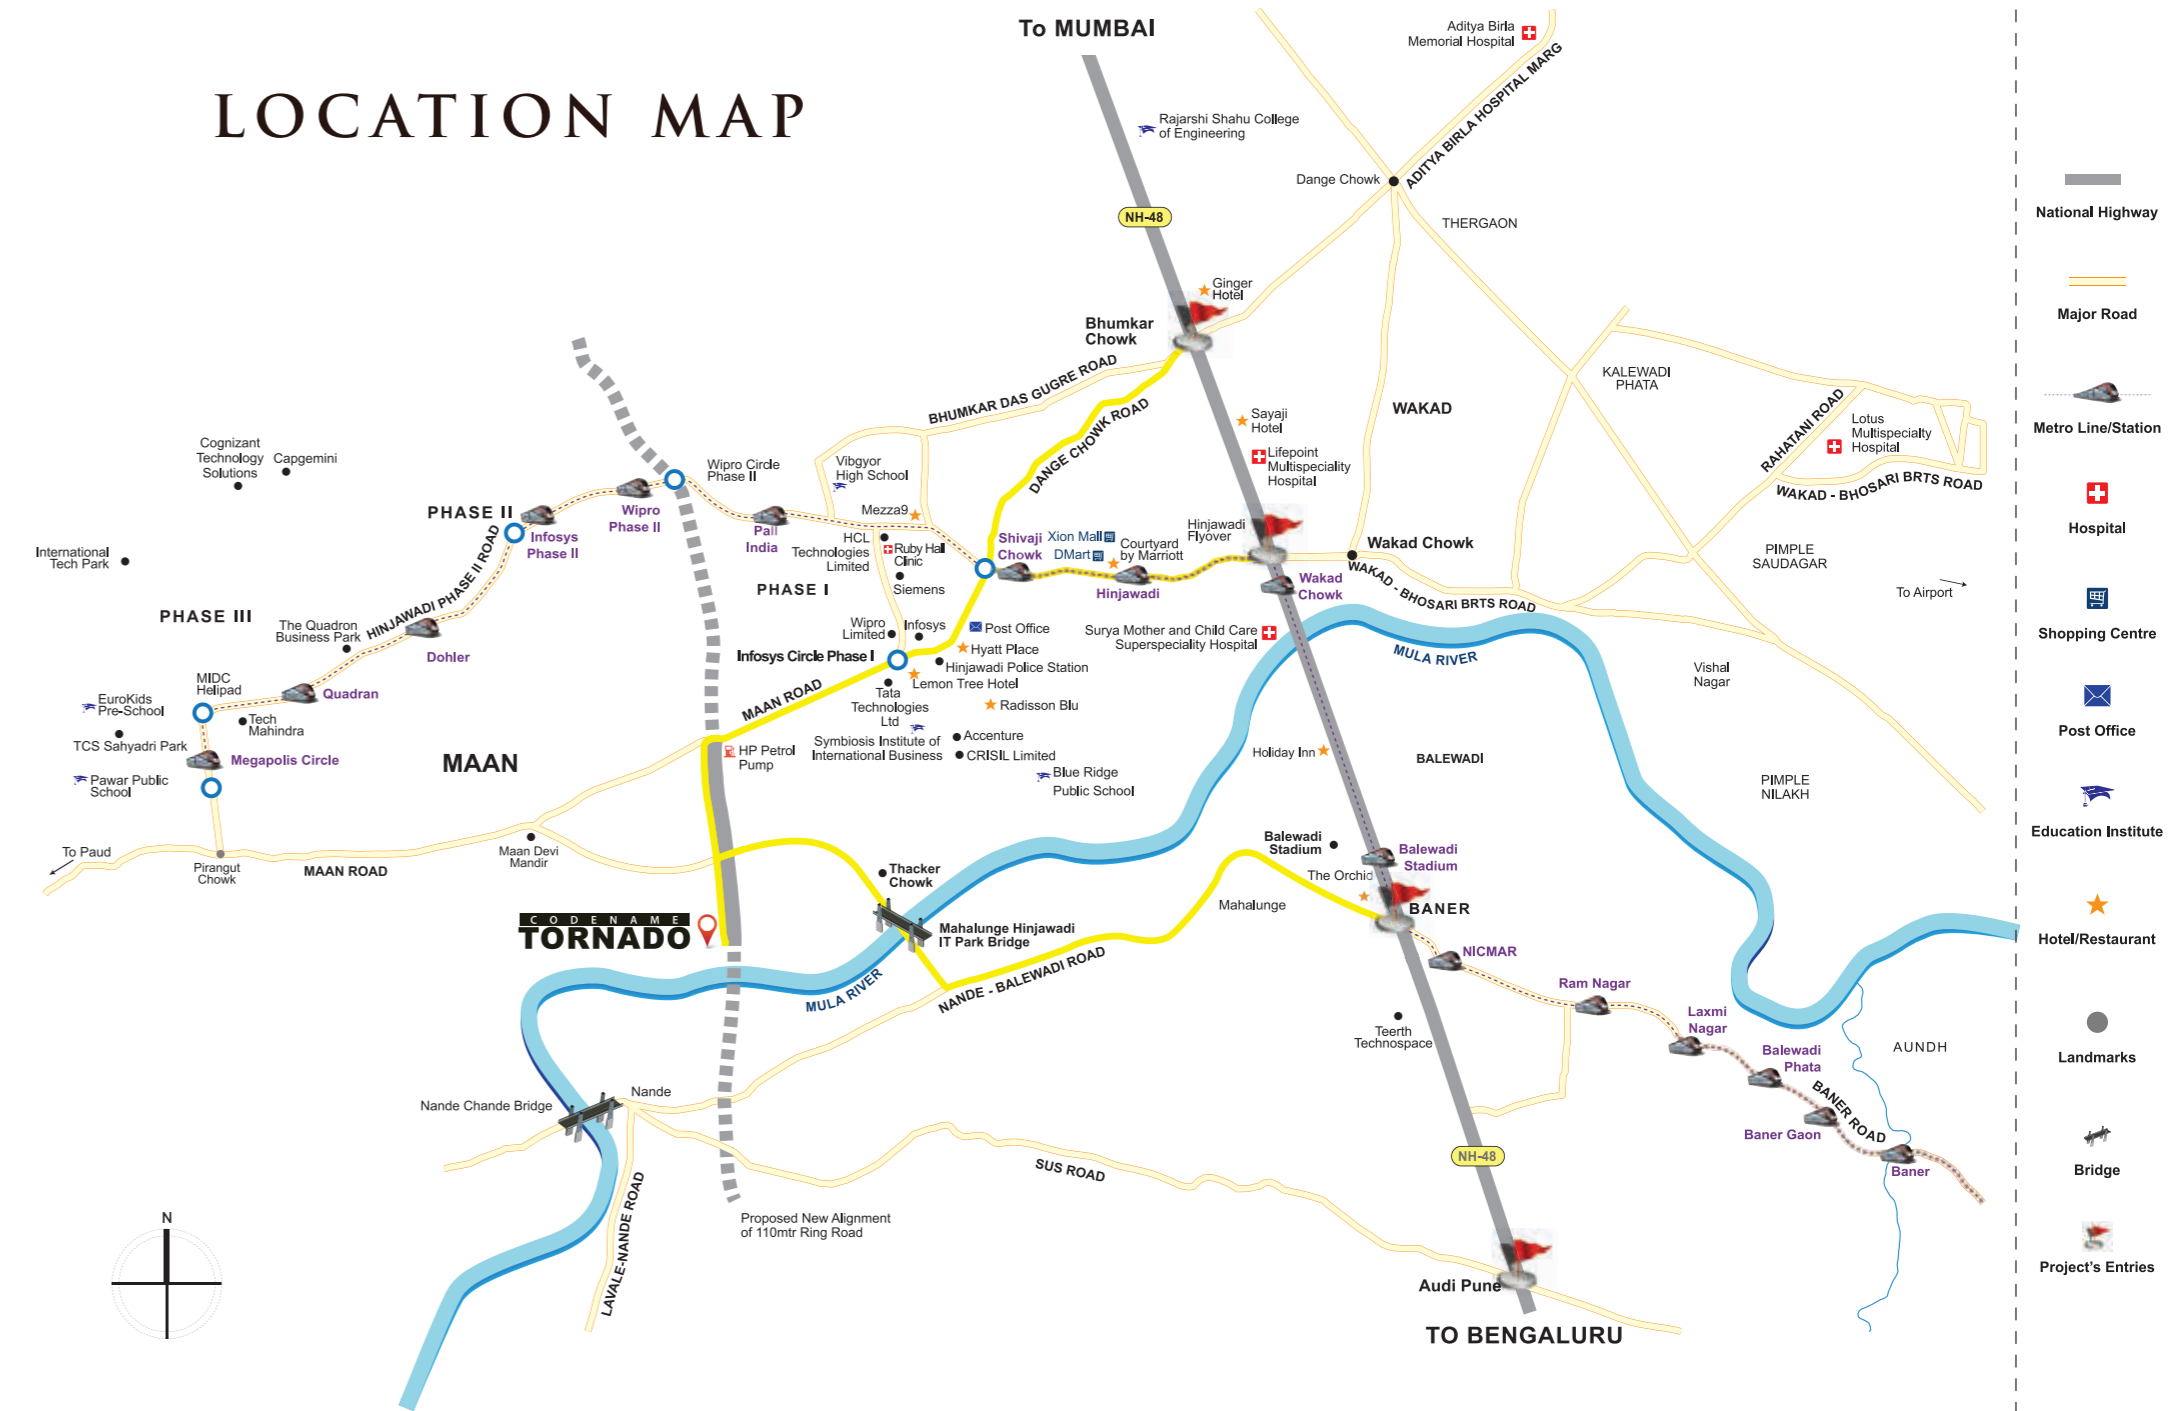 LOCATION MAP
To MUMBAI
Aditya Birla
Memorial Hospital
ADITYA BIRLA HOSPITAL MARG
Rajarshi Shahu College
of Engineering
Dange Chowk
THERGAON
NH-48
Ginger
Hotel
Bhumkar
Chowk
BHUMKAR DAS GUGRE ROAD
DANGE CHOWK ROAD
KALEWADI
PHATA
WAKAD
RAHATANI ROAD
Lotus
Multispecialty
Hospital
WAKAD - BHOSARI BRTS ROAD
Sayaji
Hotel
Lifepoint
Multispeciality
Hospital
Cognizant
Technology
Solutions
Capgemini
Wipro Circle
Phase II
Vibgyor
High School
PHASE II
Wipro
Phase II
Infosys
Phase II
Pall
India
Mezza9
HCL
Technologies
Limited
Ruby Hall
Clinic
Siemens
Shivaji
Chowk
Xion Mall
DMart
Courtyard
by Marriott
Hinjawadi
Flyover
Hinjawadi
Wakad Chowk
WAKAD - BHOSARI BRTS ROAD
Wakad
Chowk
PIMPLE
SAUDAGAR
To Airport
International
Tech Park
PHASE I
PHASE III
HINJAWADI PHASE II ROAD
The Quadron
Business Park
Dohler
Wipro
Limited
Infosys
Post Office
Hyatt Place
Infosys Circle Phase I
Hinjawadi Police Station
Lemon Tree Hotel
Surya Mother and Child Care
Superspeciality Hospital
MULA RIVER
Vishal
Nagar
MIDC
Helipad
Quadran
EuroKids
Pre-School
Tech
Mahindra
TCS Sahyadri Park
Megapolis Circle
Pawar Public
School
MAAN ROAD
Tata
Technologies
Ltd
Radisson Blu
Symbiosis Institute of
International Business
Accenture
CRISIL Limited
HP Petrol
Pump
MAAN
Blue Ridge
Public School
Holiday Inn
BALEWADI
PIMPLE
NILAKH
To Paud
Pirangut
Chowk
MAAN ROAD
Maan Devi
Mandir
Thacker
Chowk
Balewadi
Stadium
Balewadi
Stadium
The Orchid
BANER
Mahalunge
CODENAME
TORNADO
Mahalunge Hinjawadi
IT Park Bridge
NANDE - BALEWADI ROAD
MULA RIVER
NICMAR
Ram Nagar
Laxmi
Nagar
Balewadi
Phata
BANER ROAD
Baner Gaon
Baner
AUNDH
Teerth
Technospace
Nande Chande Bridge
Nande
LAVALE-NANDE ROAD
SUS ROAD
NH-48
Proposed New Alignment
of 110mtr Ring Road
Audi Pune
TO BENGALURU
N
National Highway
Major Road
Metro Line/Station
Hospital
Shopping Centre
Post Office
Education Institute
Hotel/Restaurant
Landmarks
Bridge
Project's Entries